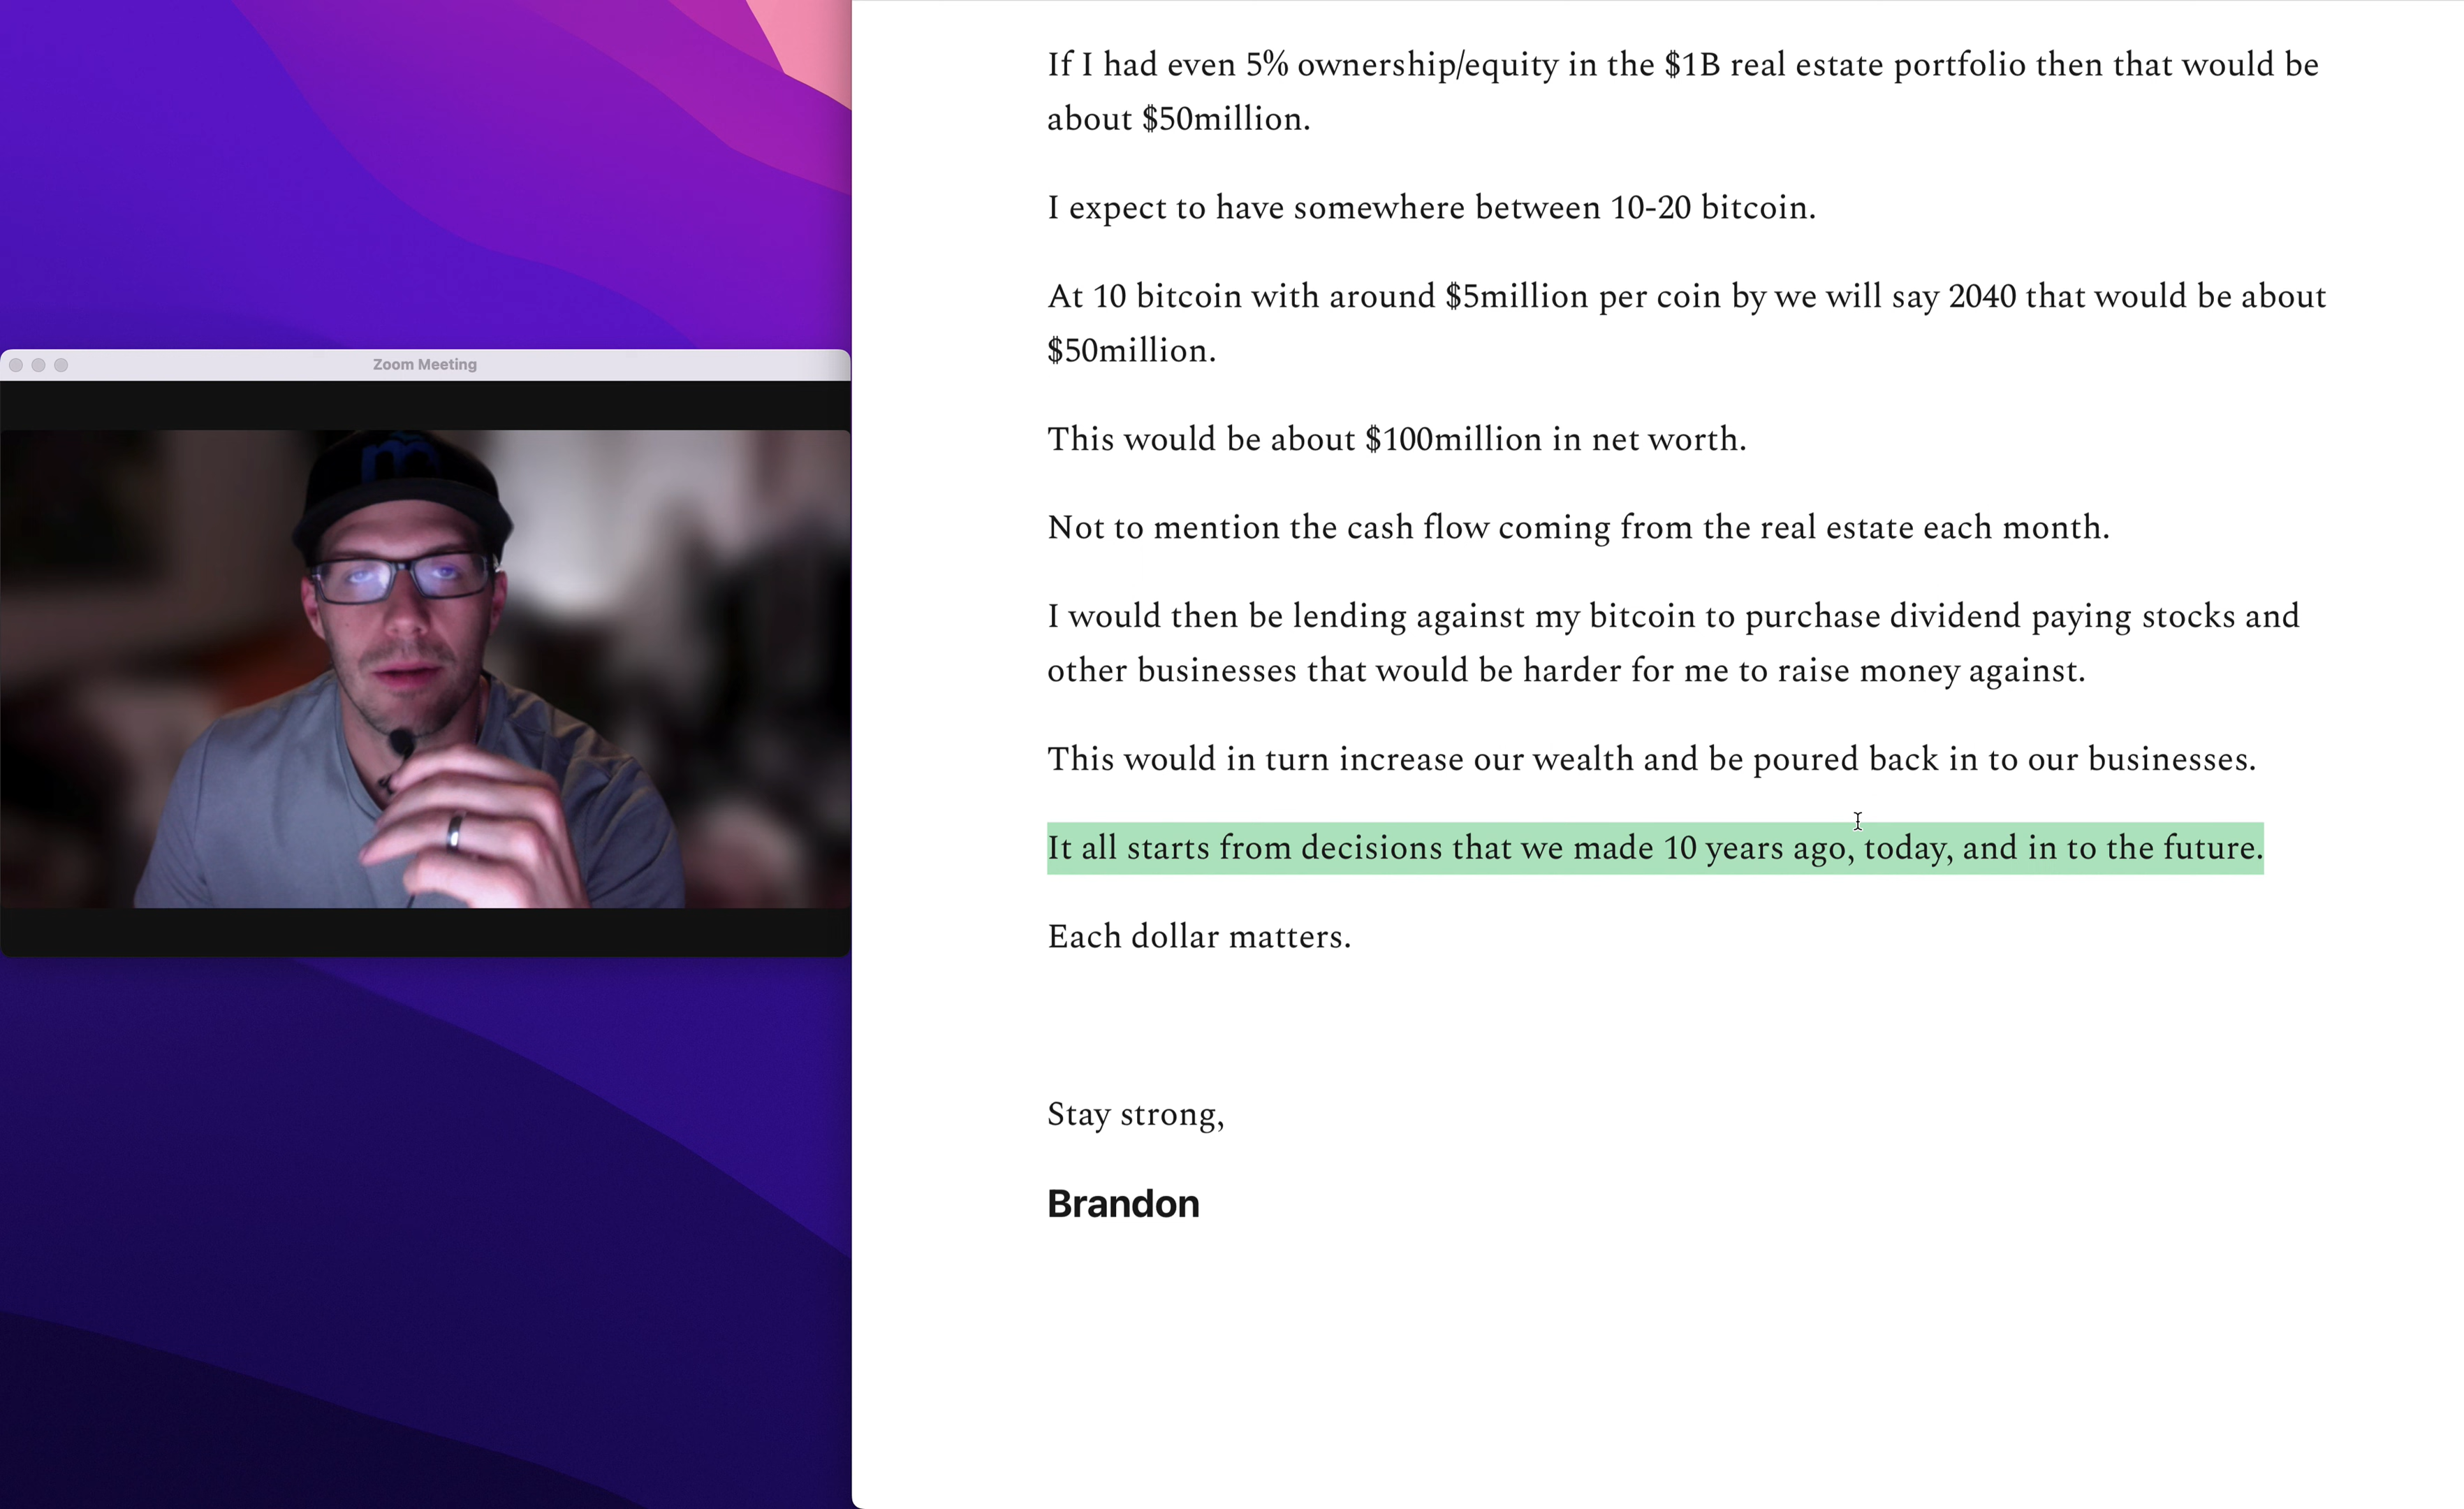 Zoom Meeting
If I had even 5% ownership/equity in the $1B real estate portfolio then that would be
about $50million.
I expect to have somewhere between 10-20 bitcoin.
At 10 bitcoin with around $5million per coin by we will say 2040 that would be about
$50million.
This would be about $100million in net worth.
Not to mention the cash flow coming from the real estate each month.
I would then be lending against my bitcoin to purchase dividend paying stocks and
other businesses that would be harder for me to raise money against.
This would in turn increase our wealth and be poured back in to our businesses.
It all starts from decisions that we made 10 years ago, today, and in to the future.
Each dollar matters.
Stay strong,
Brandon